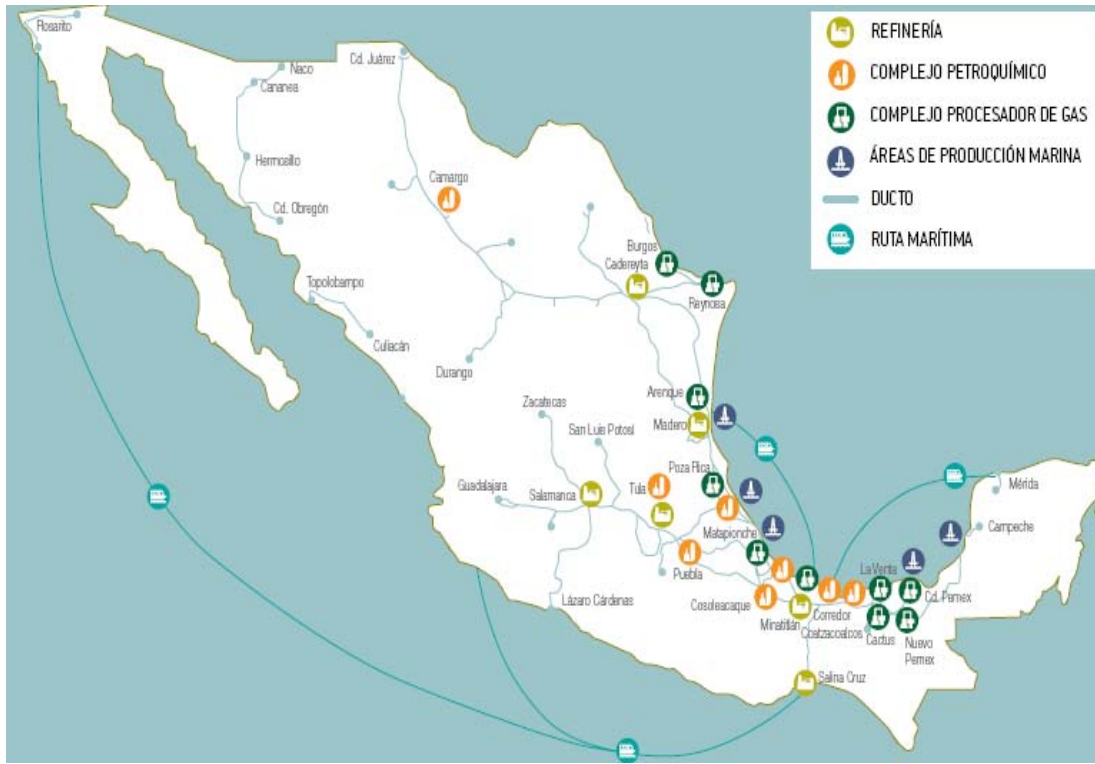 REFINERÍA
COMPLEJO PETROQUÍMICO
COMPLEJO PROCESADOR DE GAS
ÁREAS DE PRODUCCIÓN MARINA
DUCTO
RUTA MARÍTIMA
Rosarito
Cd. Juárez
Naco
Cananea
Hermosillo
Camargo
Cd. Obregón
Burgos
Cadereyta
Reynosa
Topolobampo
Culiacán
Durango
Arenque
Zacatecas
Madero
San Luis Potosí
Poza Rica
Tula
Guadalajara
Salamanca
Mérida
Matapionche
Campeche
Puebla
La Venta
Lázaro Cárdenas
Cosoleacaque
Cd. Pemex
Minatitlán
Corredor
Coatzacoalcos
Cactus
Nuevo
Pemex
Salina Cruz